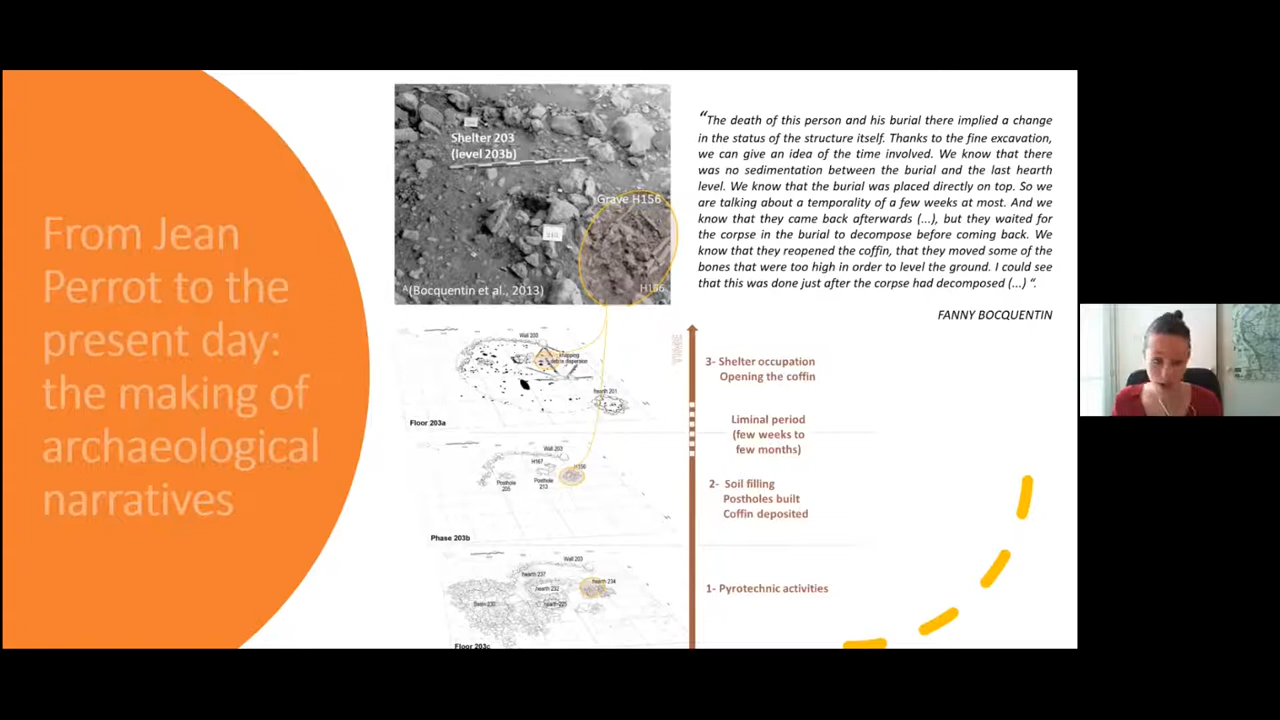 From Jean
Perrot to the
present day:
the making of
archaeological
narratives
Shelter 203
(level 203b)
Grave H156
(Bocquentin et al., 2013)
H156
“The death of this person and his burial there implied a change
in the status of the structure itself. Thanks to the fine excavation,
we can give an idea of the time involved. We know that there
was no sedimentation between the burial and the last hearth
level. We know that the burial was placed directly on top. So we
are talking about a temporality of a few weeks at most. And we
know that they came back afterwards (...), but they waited for
the corpse in the burial to decompose before coming back. We
know that they reopened the coffin, that they moved some of the
bones that were too high in order to level the ground. I could see
that this was done just after the corpse had decomposed (...) “.
FANNY BOCQUENTIN
Wall 200
knapping
debris dispersion
hearth 201
Floor 203a
Wall 203
H167
H156
Posthole
Posthole
213
Phase 203b
Wall 203
hearth 237
hearth 234
hearth 232
Floor 203c
3- Shelter occupation
Opening the coffin
Liminal period
(few weeks to
few months)
2- Soil filling
Postholes built
Coffin deposited
1- Pyrotechnic activities